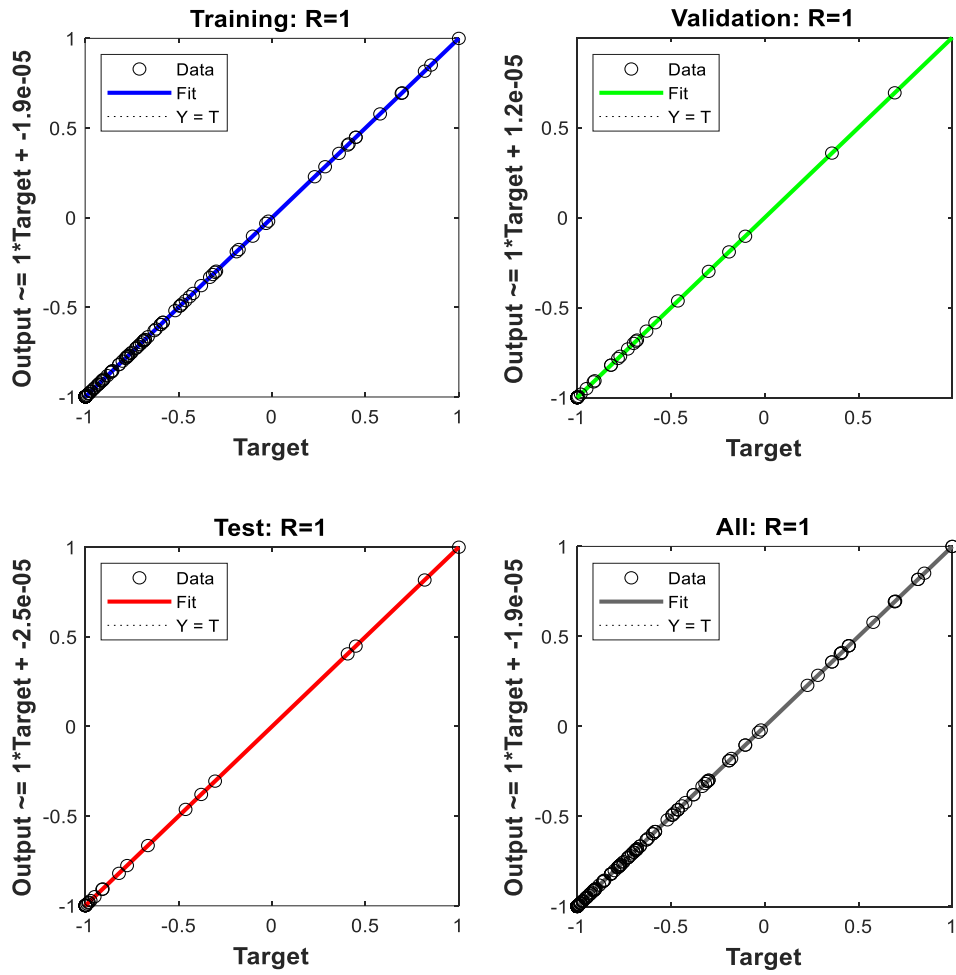 Training: R=1
Output ~= 1*Target + -1.9e-05
1
0.5
0
-0.5
-1
Data
Fit
Y = T
-1
-0.5
0
0.5
1
Target
Validation: R=1
Output ~= 1*Target + 1.2e-05
1
0.5
0
-0.5
-1
Data
Fit
Y = T
-1
-0.5
0
0.5
1
Target
Test: R=1
Output ~= 1*Target + -2.5e-05
1
0.5
0
-0.5
-1
Data
Fit
Y = T
-1
-0.5
0
0.5
1
Target
All: R=1
Output ~= 1*Target + -1.9e-05
1
0.5
0
-0.5
-1
Data
Fit
Y = T
-1
-0.5
0
0.5
1
Target